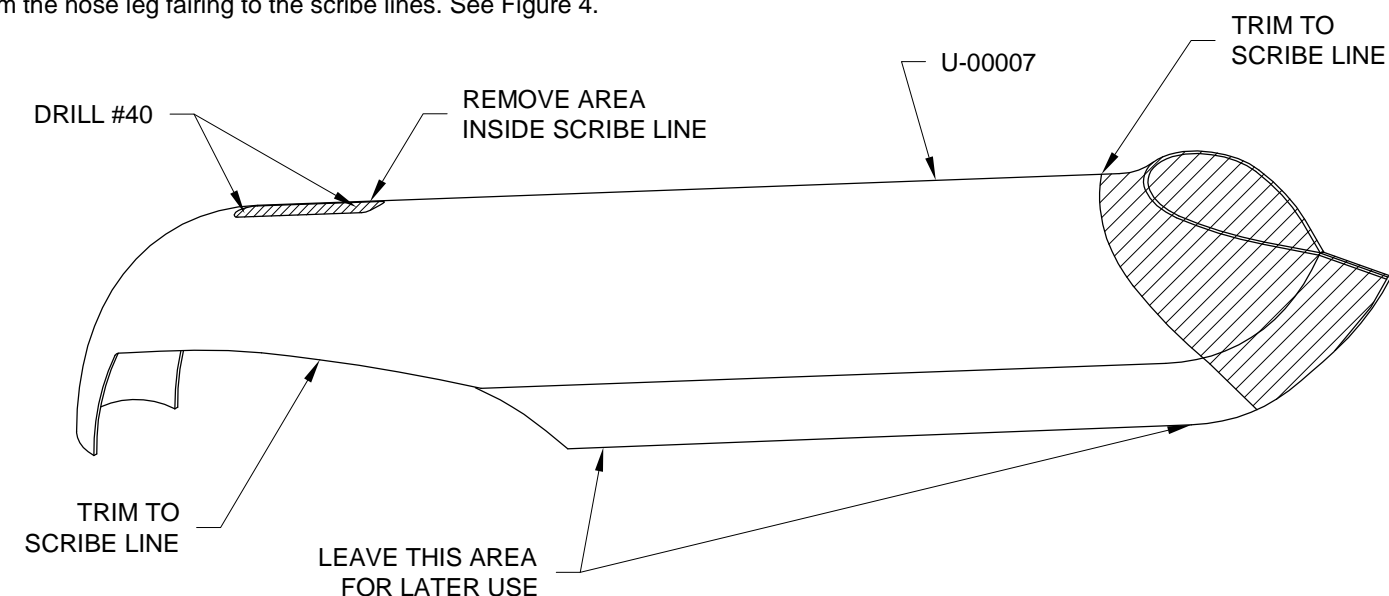 the nose leg fairing to the scribe lines. See Figure 4.
TRIM TO
SCRIBE LINE
U-00007
REMOVE AREA
INSIDE SCRIBE LINE
DRILL #40
TRIM TO
SCRIBE LINE
LEAVE THIS AREA
FOR LATER USE